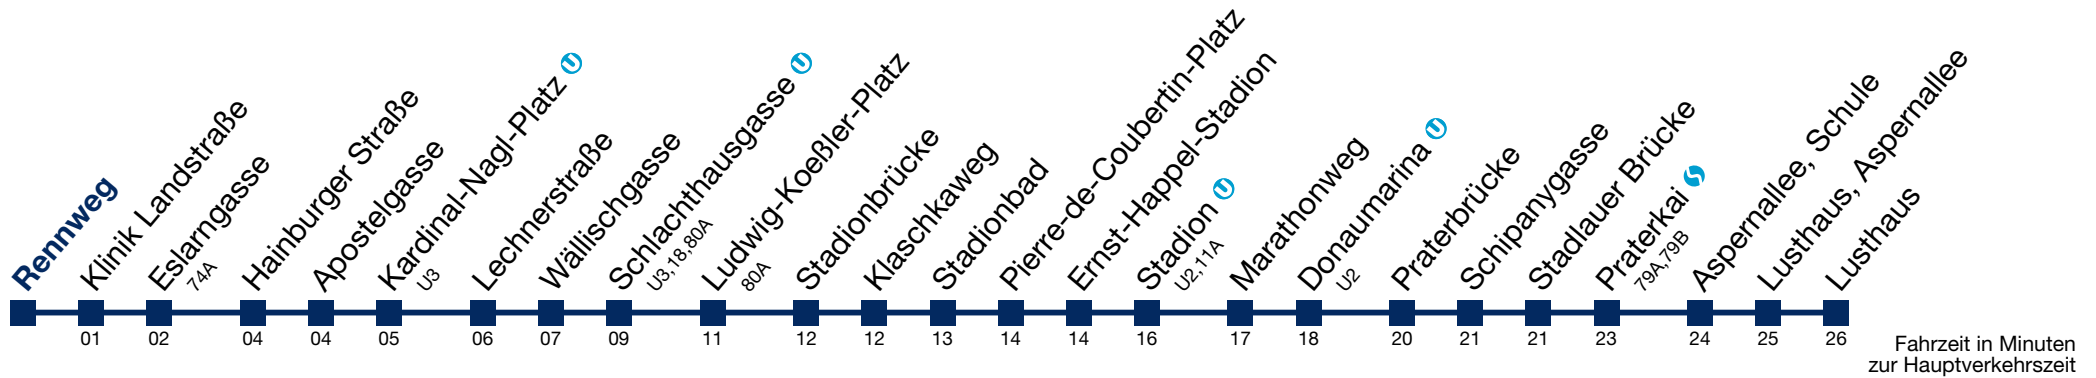 Rennweg
Klinik Landstraße
Eslarngasse
74A
Hainburger Straße
Apostelgasse
Kardinal-Nagl-Platz U
U3
Lechnerstraße
Wällischgasse
Schlachthausgasse U
U3,18,80A
Ludwig-Koeßler-Platz
80A
Stadionbrücke
Klaschkaweg
Stadionbad
Pierre-de-Coubertin-Platz
Ernst-Happel-Stadion
Stadion U
U2,11A
Marathonweg
Donaumarina U
U2
Praterbrücke
Schipanygasse
Stadlauer Brücke
Praterkai S
79A,79B
Aspernallee, Schule
Lusthaus, Aspernallee
Lusthaus
01 02 04 04 05 06 07 09 11 12 12 13 14 14 16 17 18 20 21 21 23 24 25 26
Fahrzeit in Minuten
zur Hauptverkehrszeit